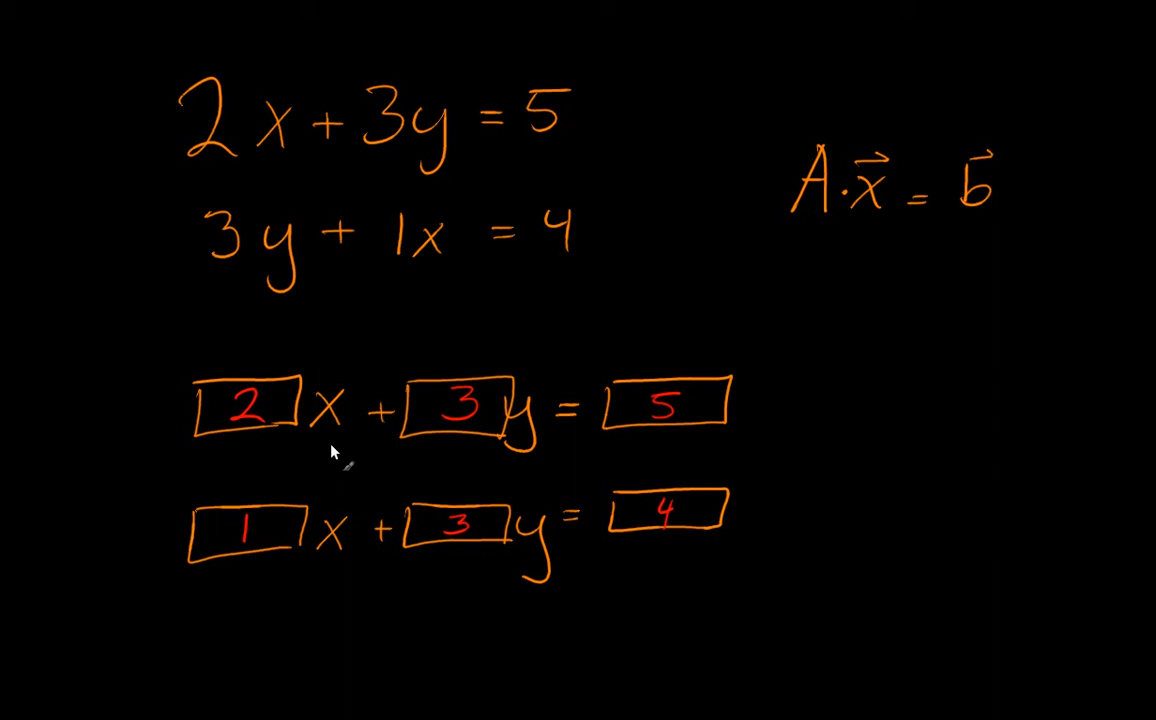 2x + 3y = 5
A · x⃗ = b⃗
3y + 1x = 4
2 x + 3 y = 5
1 x + 3 y = 4